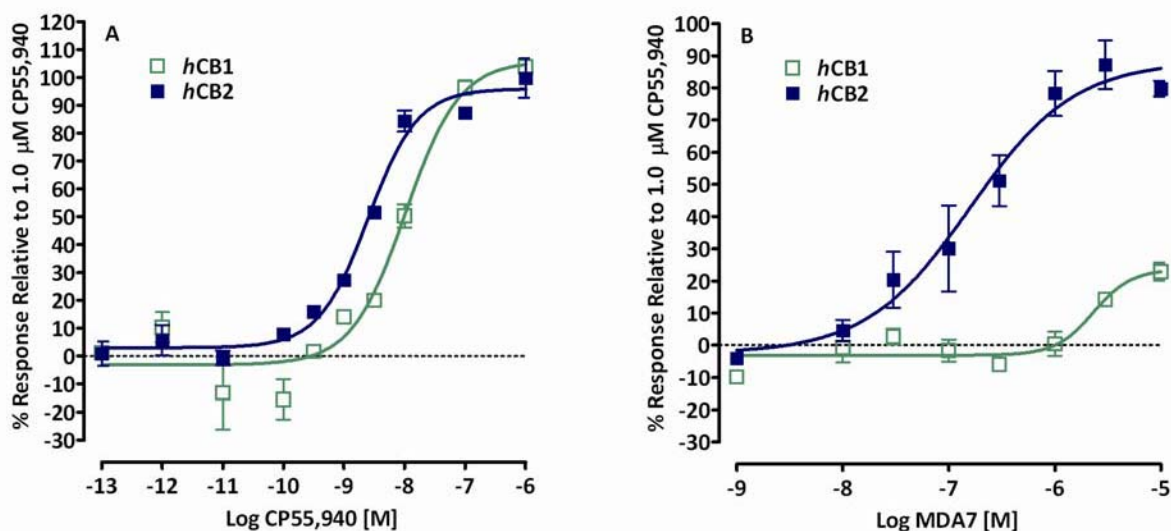 A
hCB1
hCB2
% Response Relative to 1.0 µM CP55,940
120
110
100
90
80
70
60
50
40
30
20
10
0
-10
-20
-30
-13 -12 -11 -10 -9 -8 -7 -6
Log CP55,940 [M]
B
hCB1
hCB2
% Response Relative to 1.0 µM CP55,940
100
90
80
70
60
50
40
30
20
10
0
-10
-20
-30
-9 -8 -7 -6 -5
Log MDA7 [M]